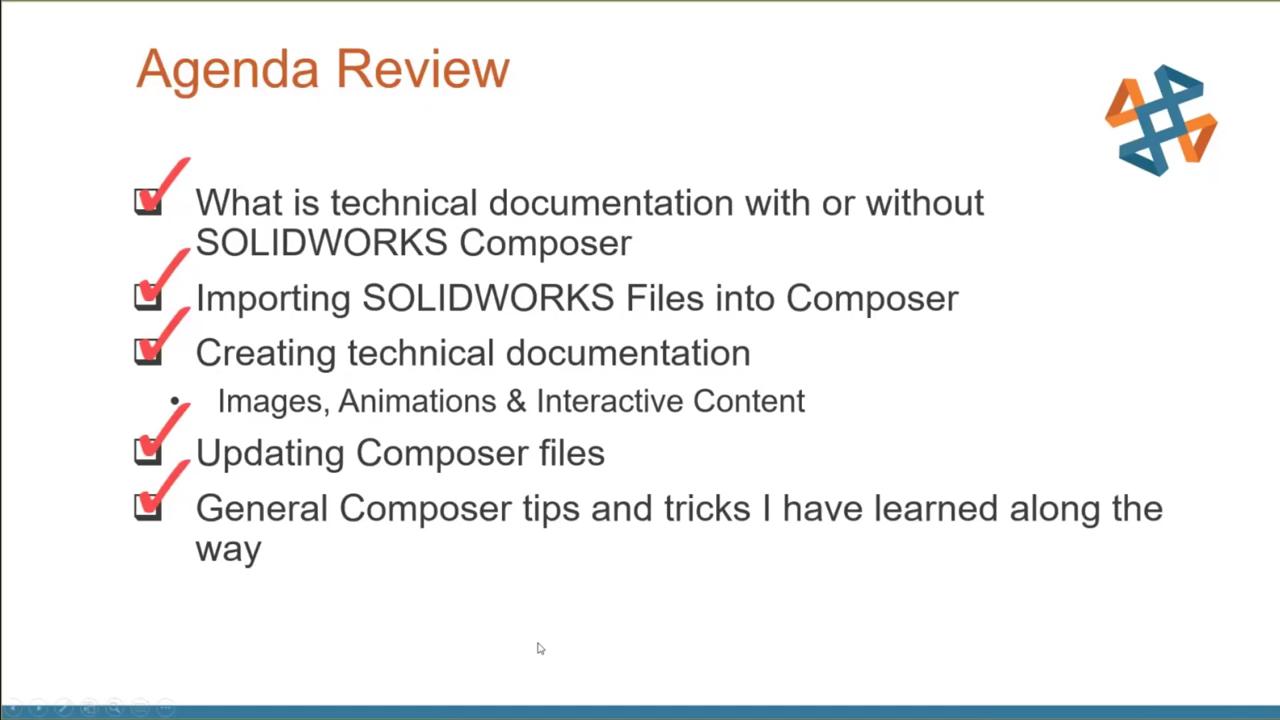 Agenda Review
What is technical documentation with or without
SOLIDWORKS Composer
Importing SOLIDWORKS Files into Composer
Creating technical documentation
• Images, Animations & Interactive Content
Updating Composer files
General Composer tips and tricks I have learned along the
way